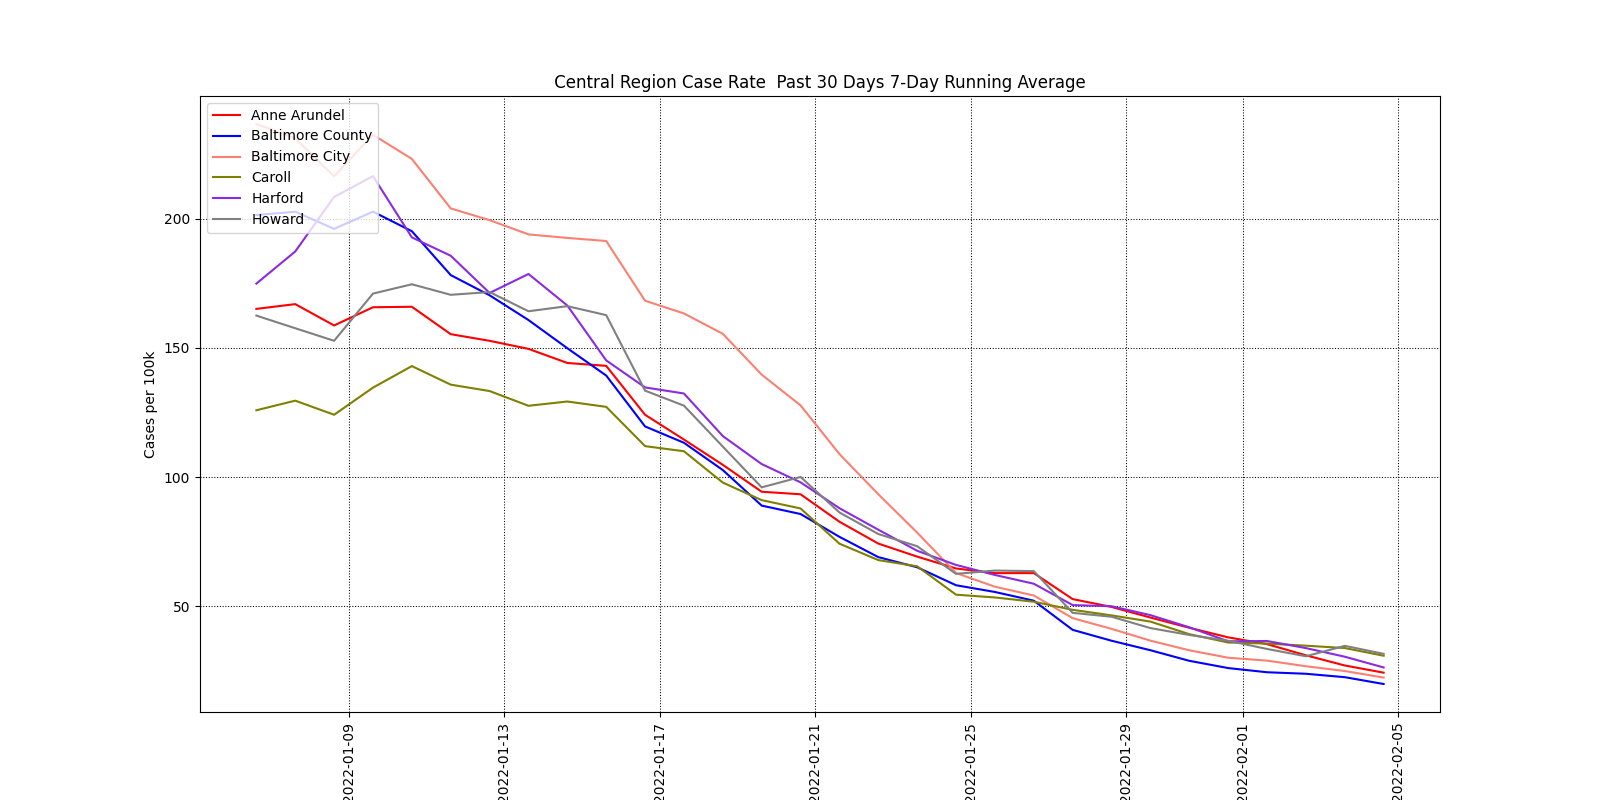 Central Region Case Rate  Past 30 Days 7-Day Running Average
Anne Arundel
Baltimore County
Baltimore City
Caroll
Harford
Howard
Cases per 100k
200
150
100
50
2022-01-09
2022-01-13
2022-01-17
2022-01-21
2022-01-25
2022-01-29
2022-02-01
2022-02-05